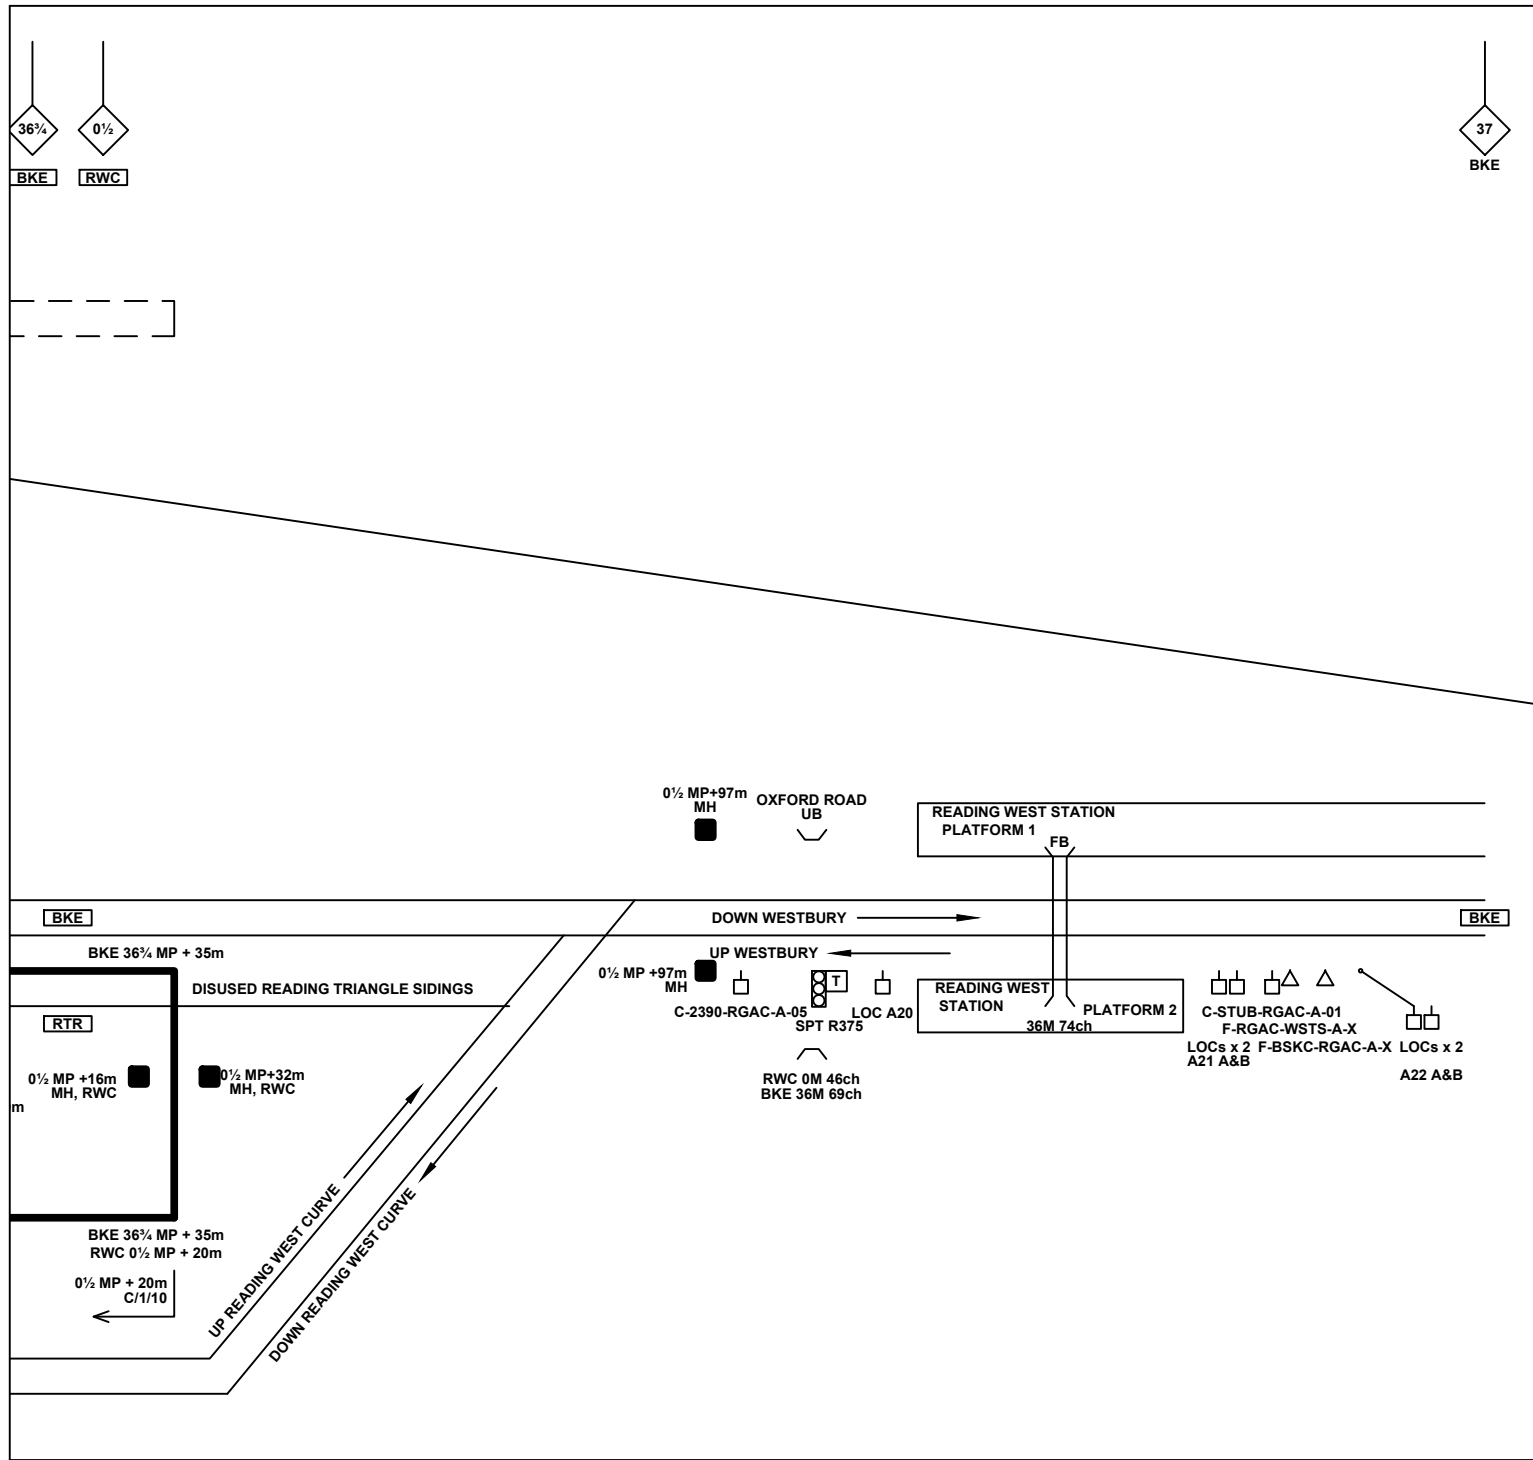 36¾
0½
37
BKE
RWC
BKE
0½ MP+97m
MH
OXFORD ROAD
UB
READING WEST STATION
PLATFORM 1
FB
BKE
DOWN WESTBURY
BKE
BKE 36¾ MP + 35m
UP WESTBURY
0½ MP +97m
MH
T
DISUSED READING TRIANGLE SIDINGS
READING WEST
STATION
PLATFORM 2
36M 74ch
C-2390-RGAC-A-05
LOC A20
SPT R375
C-STUB-RGAC-A-01
F-RGAC-WSTS-A-X
LOCs x 2
F-BSKC-RGAC-A-X
LOCs x 2
A21 A&B
A22 A&B
RTR
0½ MP +16m
MH, RWC
0½ MP+32m
MH, RWC
m
RWC 0M 46ch
BKE 36M 69ch
UP READING WEST CURVE
DOWN READING WEST CURVE
BKE 36¾ MP + 35m
RWC 0½ MP + 20m
0½ MP + 20m
C/1/10